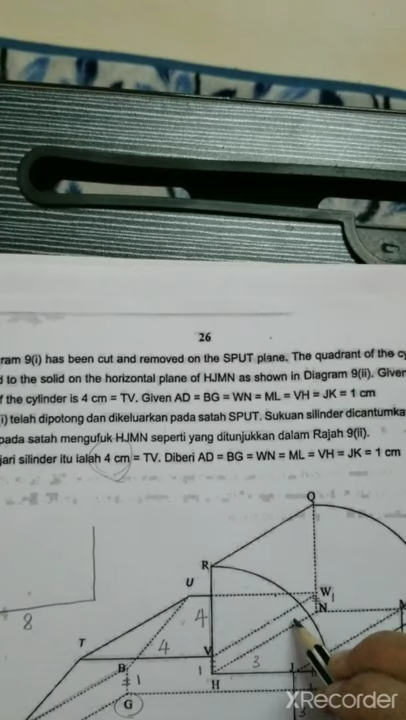 26
ram 9(i) has been cut and removed on the SPUT plane. The quadrant of the cy
d to the solid on the horizontal plane of HJMN as shown in Diagram 9(ii). Given
f the cylinder is 4 cm = TV. Given AD = BG = WN = ML = VH = JK = 1 cm
i) telah dipotong dan dikeluarkan pada satah SPUT. Sukuan silinder dicantumka
pada satah mengufuk HJMN seperti yang ditunjukkan dalam Rajah 9(ii).
jari silinder itu ialah 4 cm = TV. Diberi AD = BG = WN = ML = VH = JK = 1 cm
Q
R
U
W 1
N
8
4
T
4
V
B
1
1
3
H
G
3
XRecorder